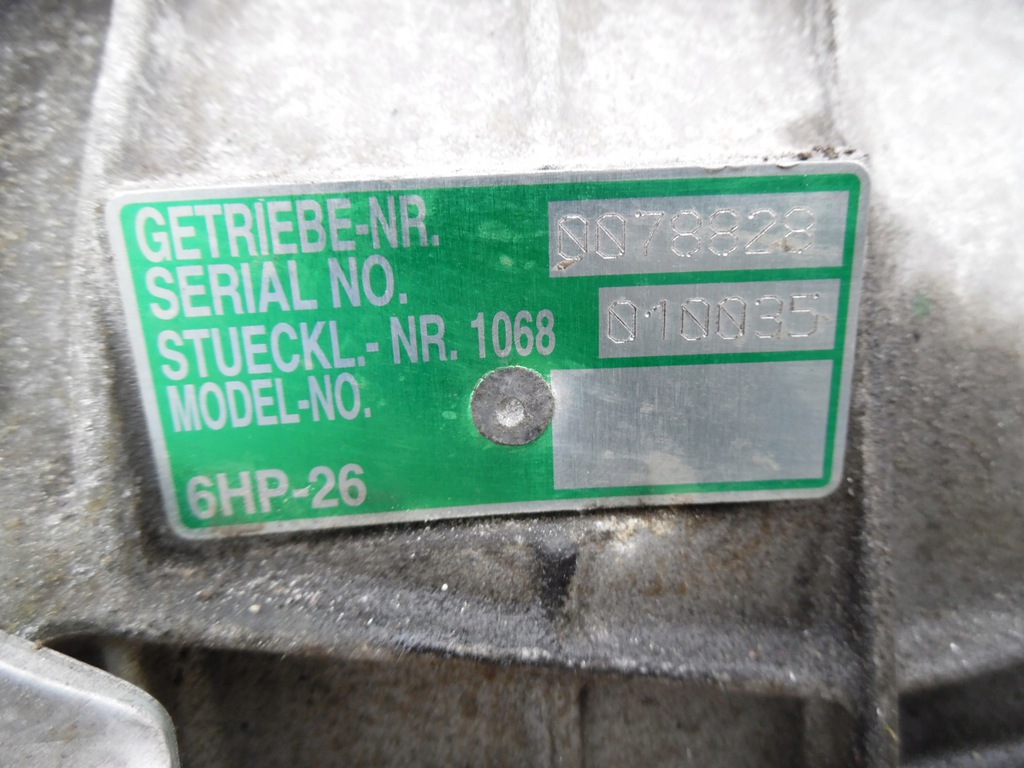 GETRIEBE-NR. 0078828
SERIAL NO.
STUECKL.- NR. 1068 010035
MODEL-NO.
6HP-26